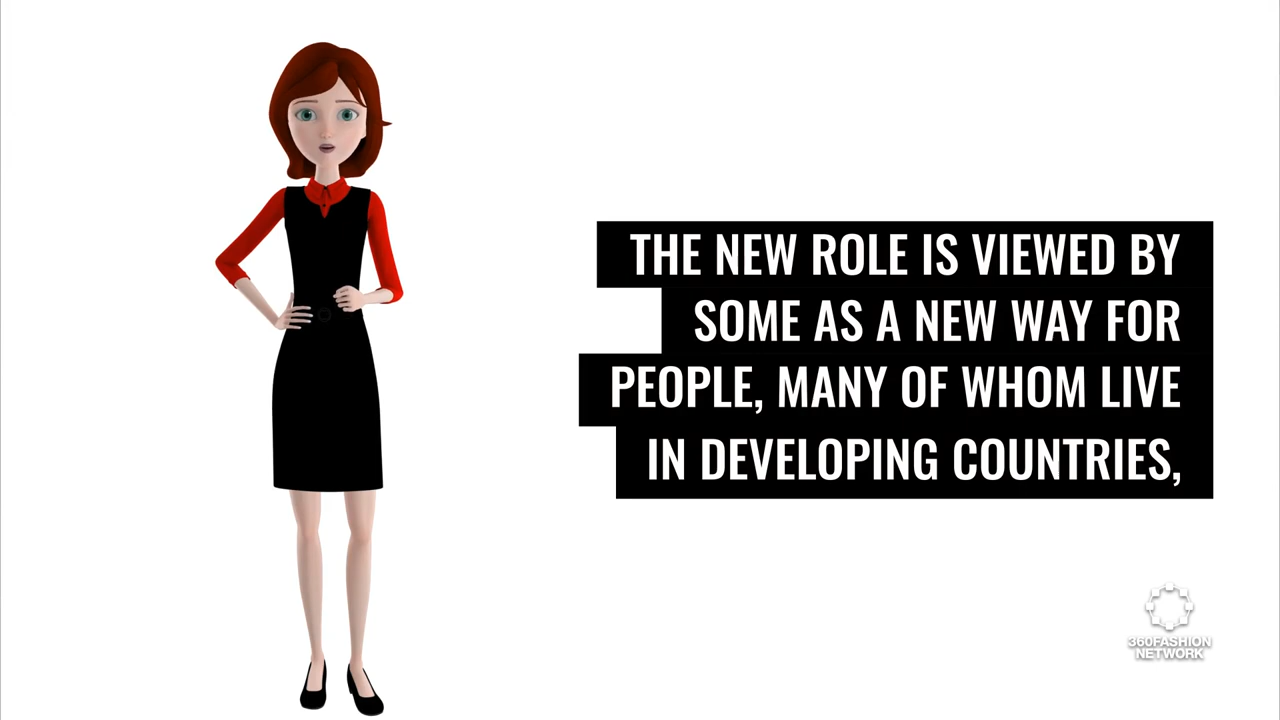 THE NEW ROLE IS VIEWED BY
SOME AS A NEW WAY FOR
PEOPLE, MANY OF WHOM LIVE
IN DEVELOPING COUNTRIES,
360FASHION
NETWORK